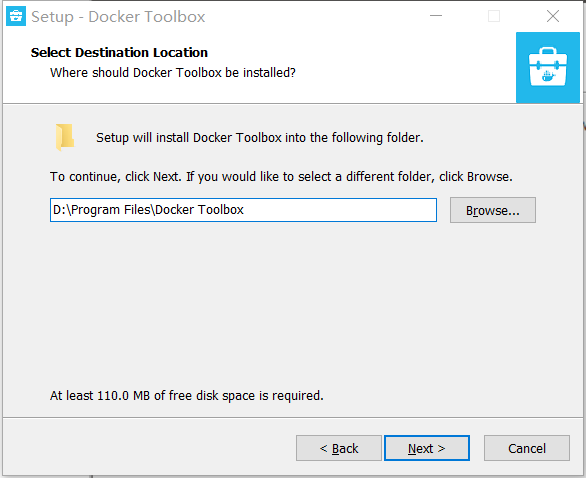 Setup - Docker Toolbox
Select Destination Location
Where should Docker Toolbox be installed?
Setup will install Docker Toolbox into the following folder.
To continue, click Next. If you would like to select a different folder, click Browse.
D:\Program Files\Docker Toolbox
Browse...
At least 110.0 MB of free disk space is required.
< Back
Next >
Cancel